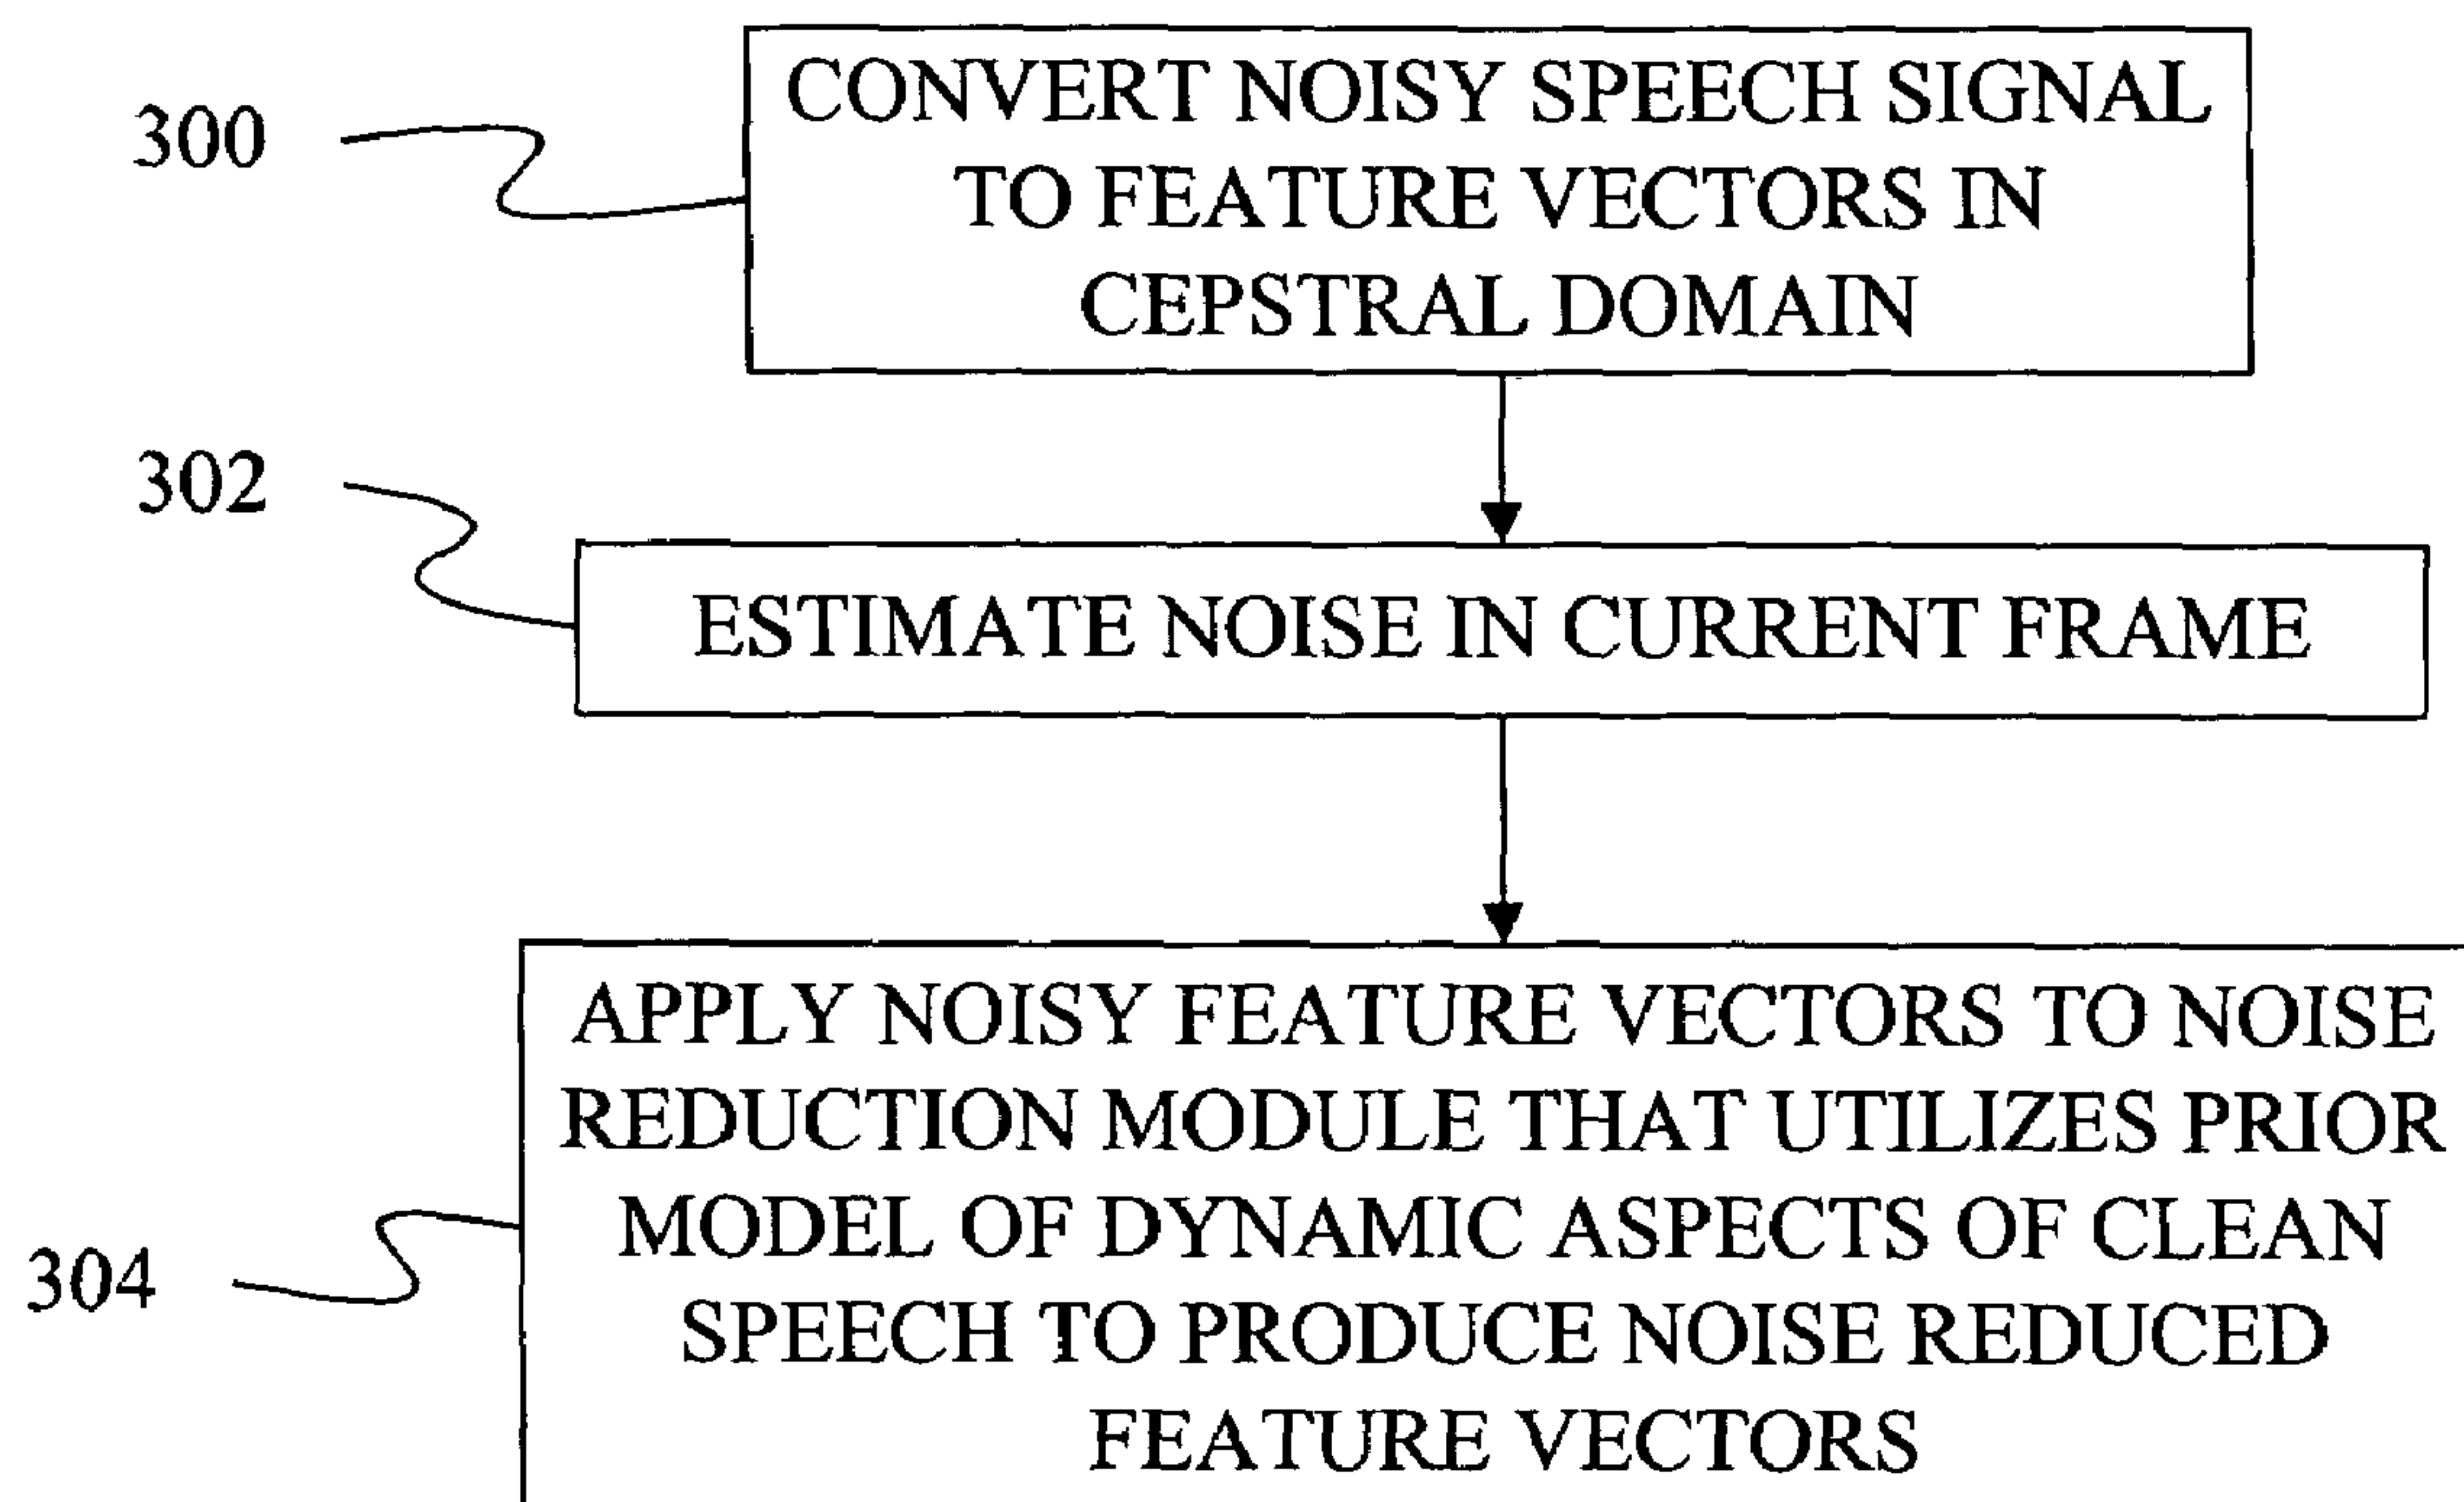 300
CONVERT NOISY SPEECH SIGNAL
TO FEATURE VECTORS IN
CEPSTRAL DOMAIN
302
ESTIMATE NOISE IN CURRENT FRAME
304
APPLY NOISY FEATURE VECTORS TO NOISE
REDUCTION MODULE THAT UTILIZES PRIOR
MODEL OF DYNAMIC ASPECTS OF CLEAN
SPEECH TO PRODUCE NOISE REDUCED
FEATURE VECTORS